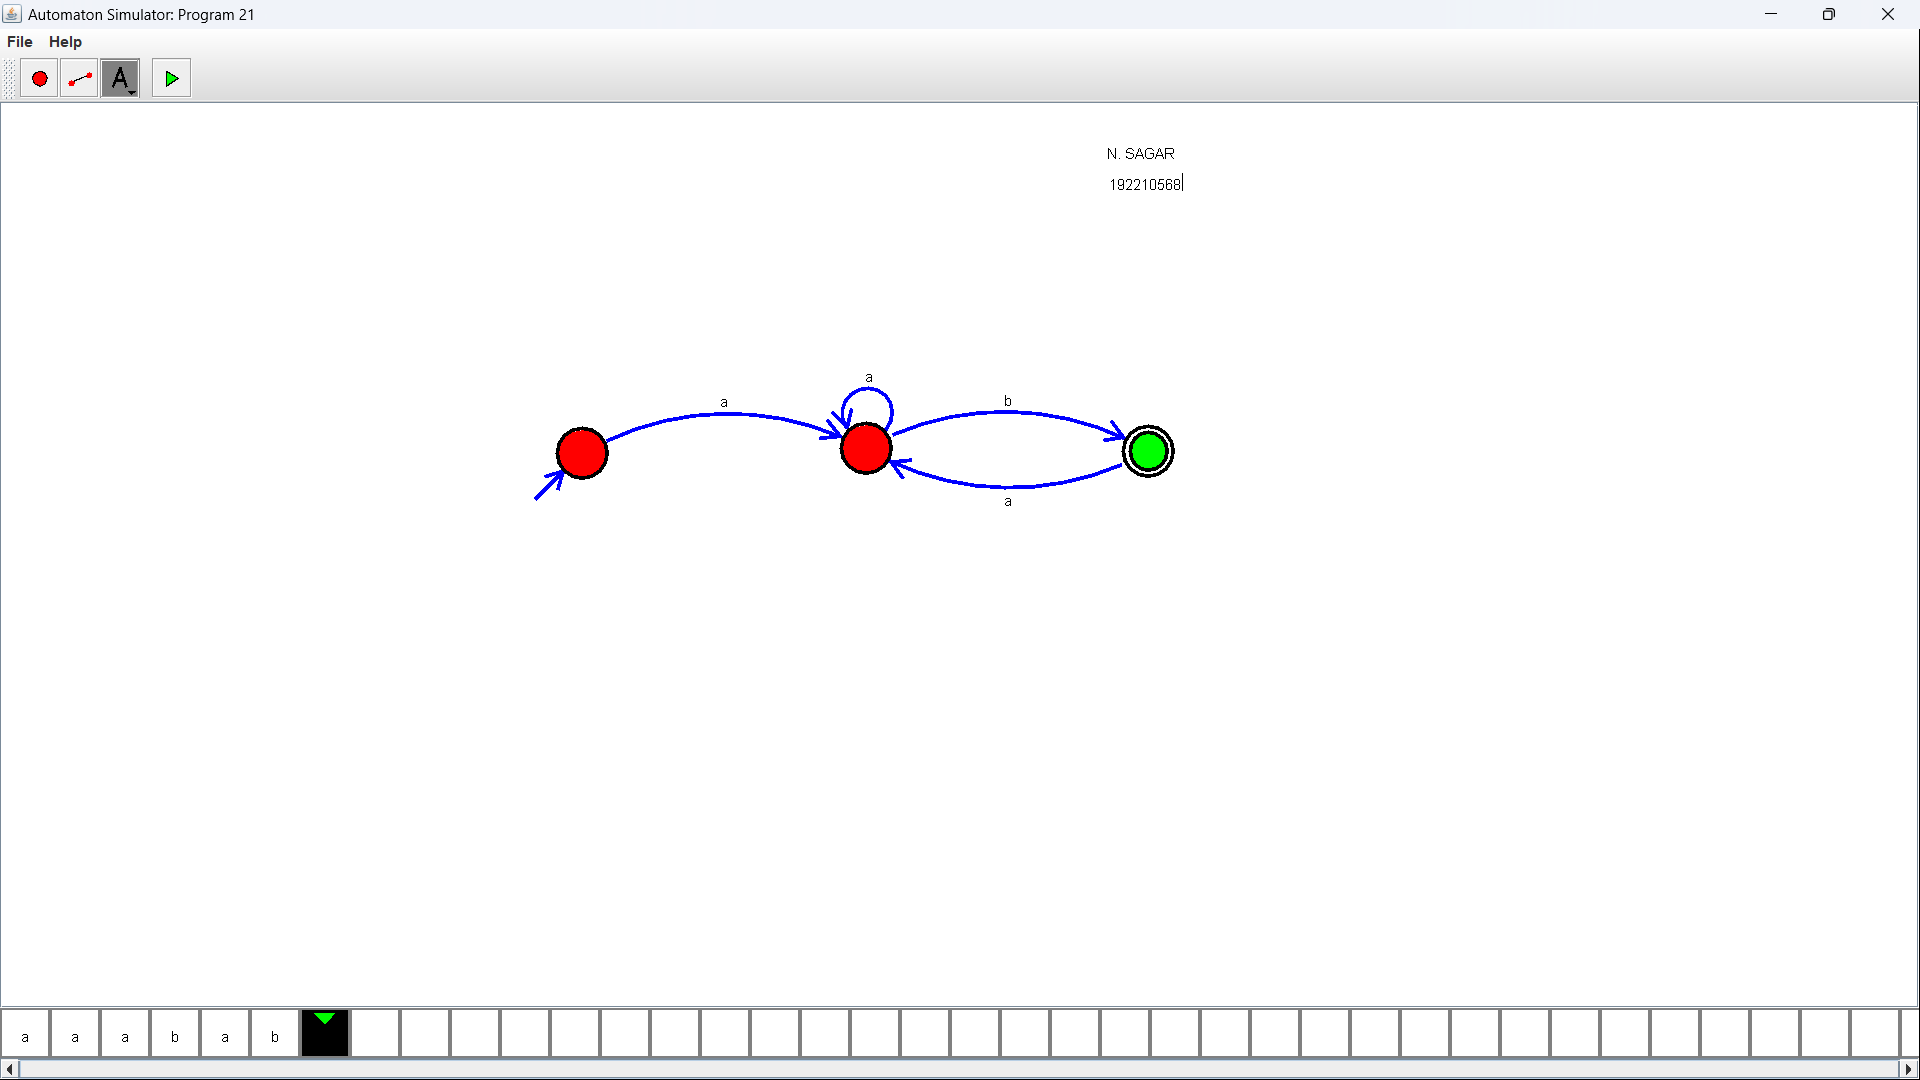 Automaton Simulator: Program 21
File Help
A
N. SAGAR
192210568
a
a
b
a
a a a b a b